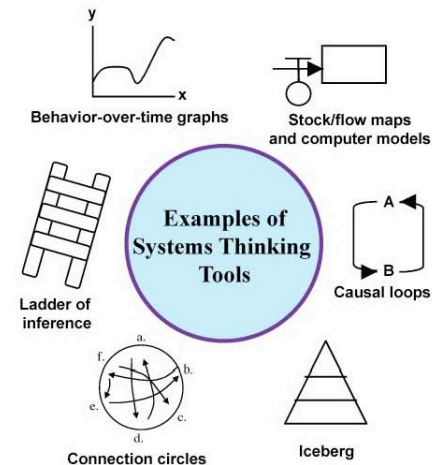 y
x
Behavior-over-time graphs
Stock/flow maps
and computer models
Examples of
Systems Thinking
Tools
Ladder of
inference
A
B
Causal loops
a.
f.
b.
e.
c.
d.
Connection circles
Iceberg